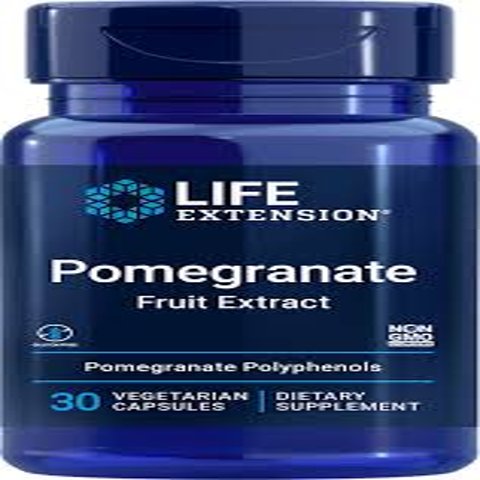 LIFE
EXTENSION®
Pomegranate
Fruit Extract
NON
GMO
Pomegranate Polyphenols
30 VEGETARIAN CAPSULES | DIETARY SUPPLEMENT